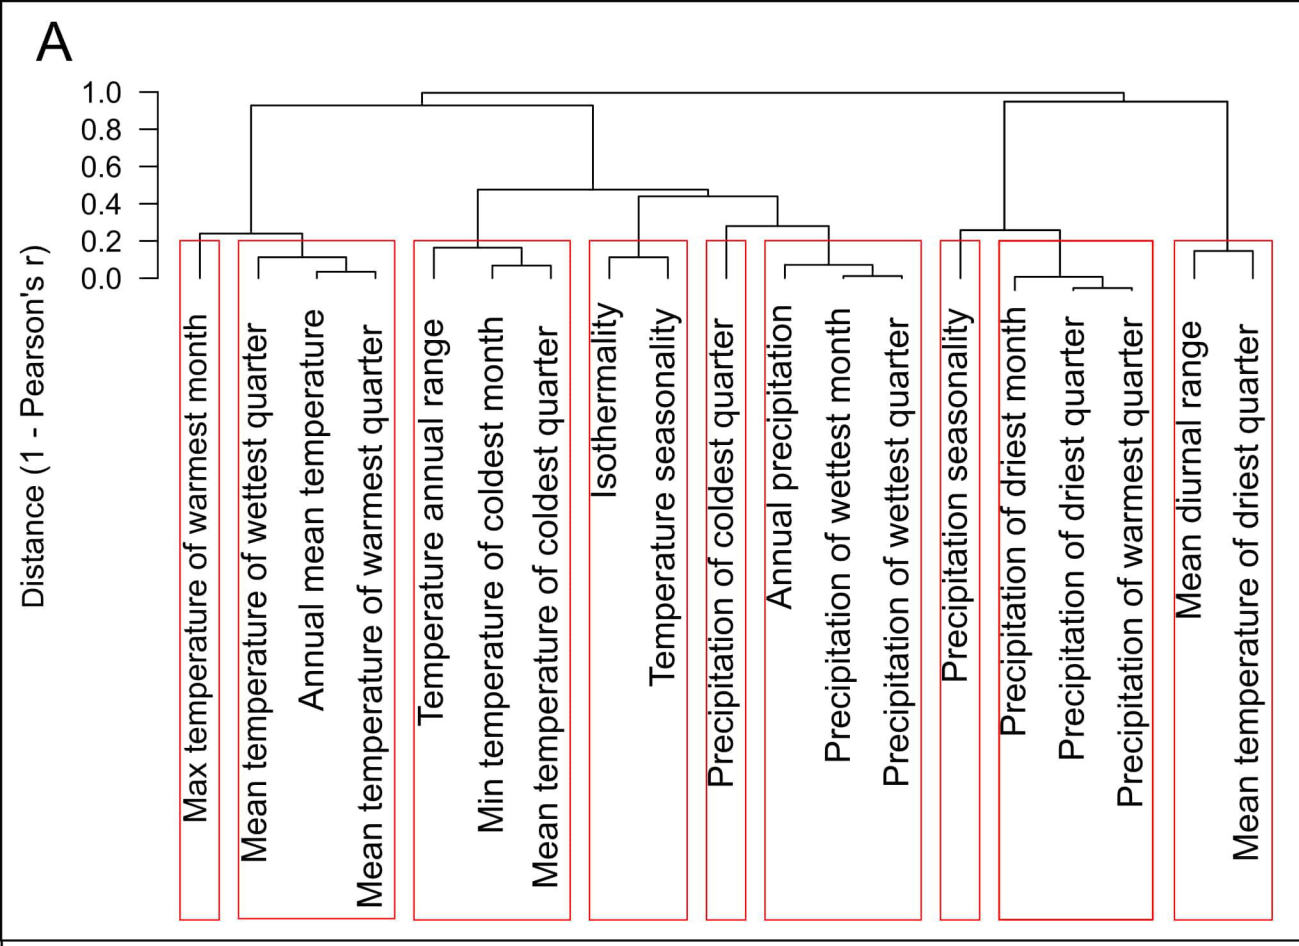 A
1.0
0.8
0.6
0.4
0.2
0.0
Distance (1 - Pearson's r)
Max temperature of warmest month
Mean temperature of wettest quarter
Annual mean temperature
Mean temperature of warmest quarter
Temperature annual range
Min temperature of coldest month
Mean temperature of coldest quarter
Isothermality
Temperature seasonality
Precipitation of coldest quarter
Annual precipitation
Precipitation of wettest month
Precipitation of wettest quarter
Precipitation seasonality
Precipitation of driest month
Precipitation of driest quarter
Precipitation of warmest quarter
Mean diurnal range
Mean temperature of driest quarter